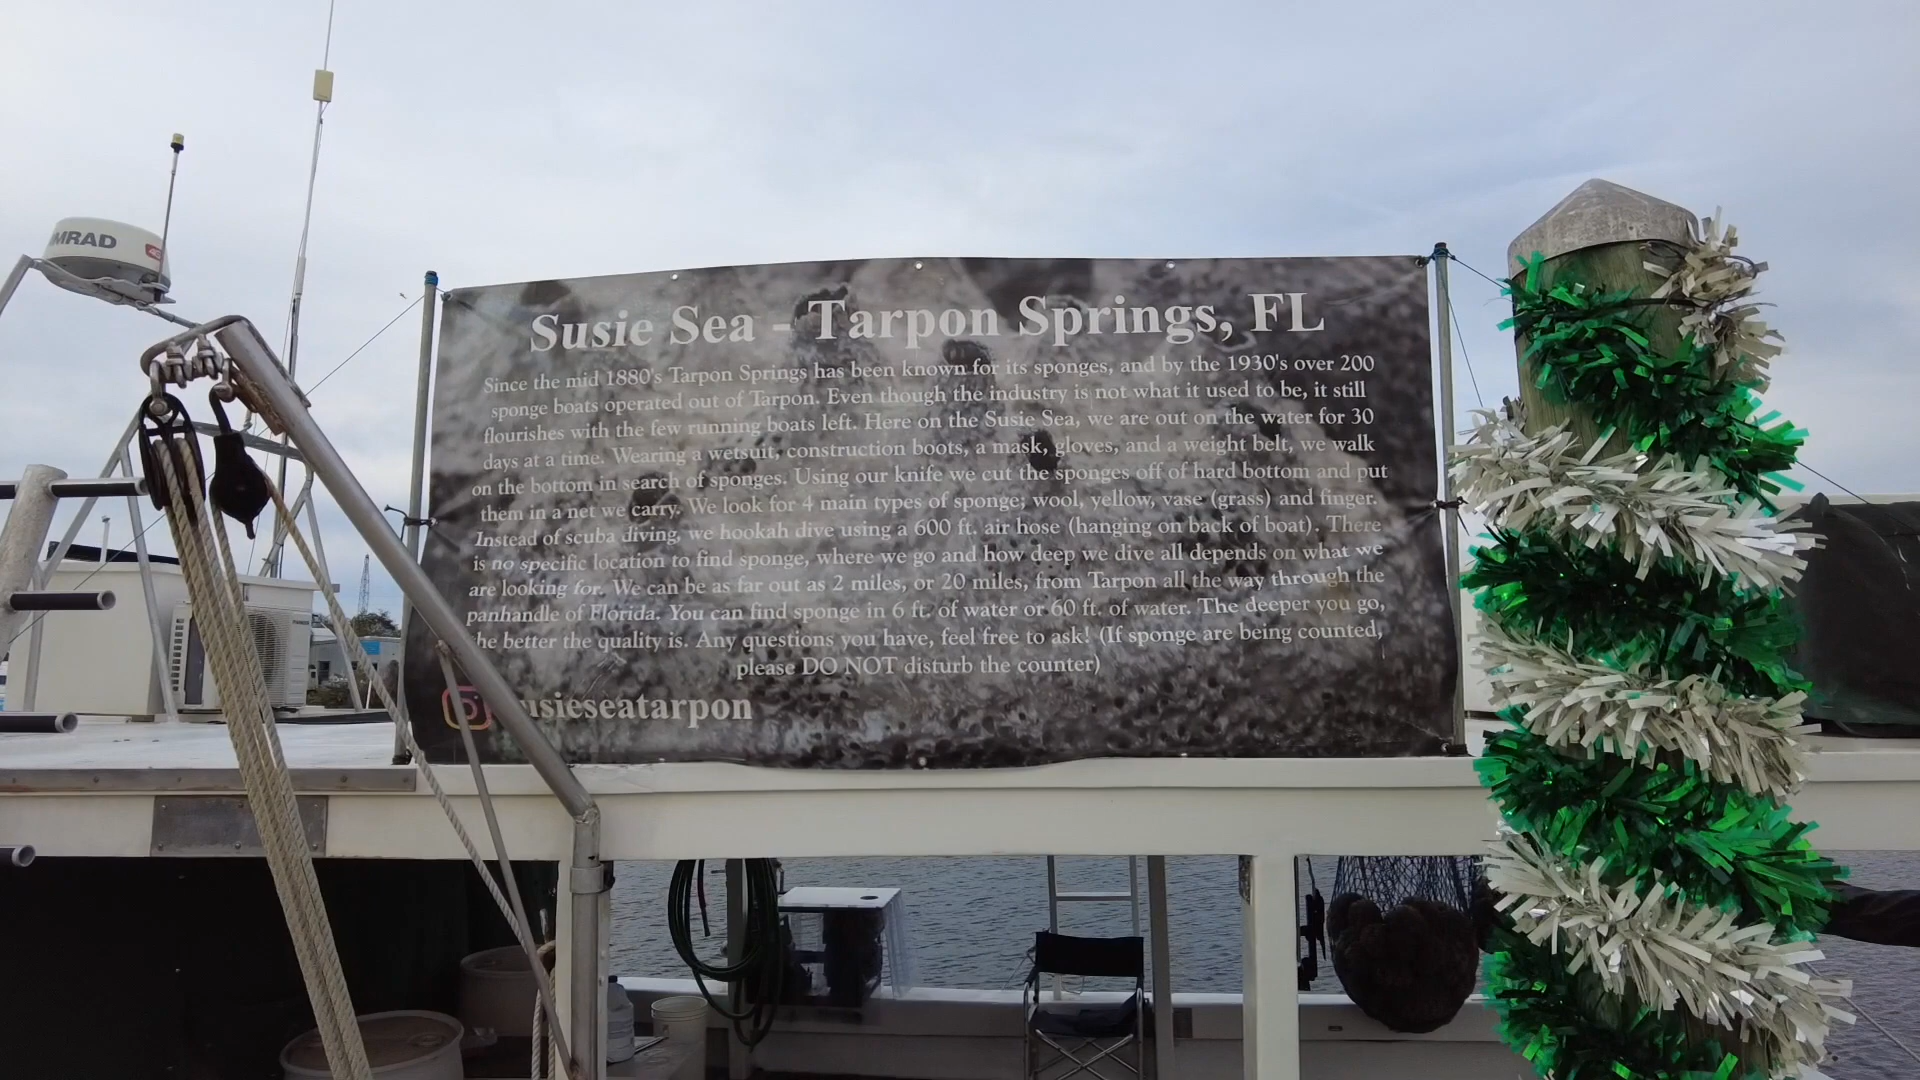 MRAD
Susie Sea - Tarpon Springs, FL
Since the mid 1880's Tarpon Springs has been known for its sponges, and by the 1930's over 200
sponge boats operated out of Tarpon. Even though the industry is not what it used to be, it still
flourishes with the few running boats left. Here on the Susie Sea, we are out on the water for 30
days at a time. Wearing a wetsuit, construction boots, a mask, gloves, and a weight belt, we walk
on the bottom in search of sponges. Using our knife we cut the sponges off of hard bottom and put
them in a net we carry. We look for 4 main types of sponge; wool, yellow, vase (grass) and finger.
Instead of scuba diving, we hookah dive using a 600 ft. air hose (hanging on back of boat). There
is no specific location to find sponge, where we go and how deep we dive all depends on what we
are looking for. We can be as far out as 2 miles, or 20 miles, from Tarpon all the way through the
panhandle of Florida. You can find sponge in 6 ft. of water or 60 ft. of water. The deeper you go,
he better the quality is. Any questions you have, feel free to ask! (If sponge are being counted,
please DO NOT disturb the counter)
usieseatarpon